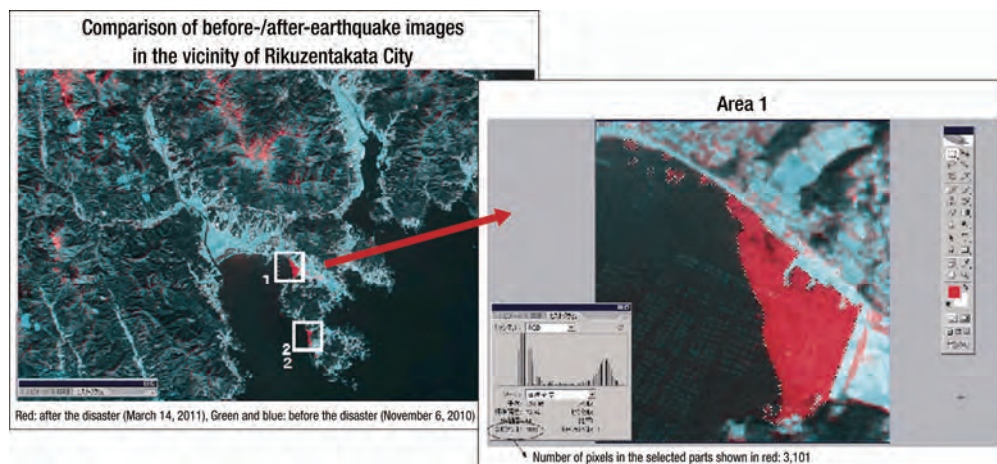 Comparison of before-/after-earthquake images
in the vicinity of Rikuzentakata City
1
2
2
Red: after the disaster (March 14, 2011), Green and blue: before the disaster (November 6, 2010)
Area 1
RGB
Number of pixels in the selected parts shown in red: 3,101